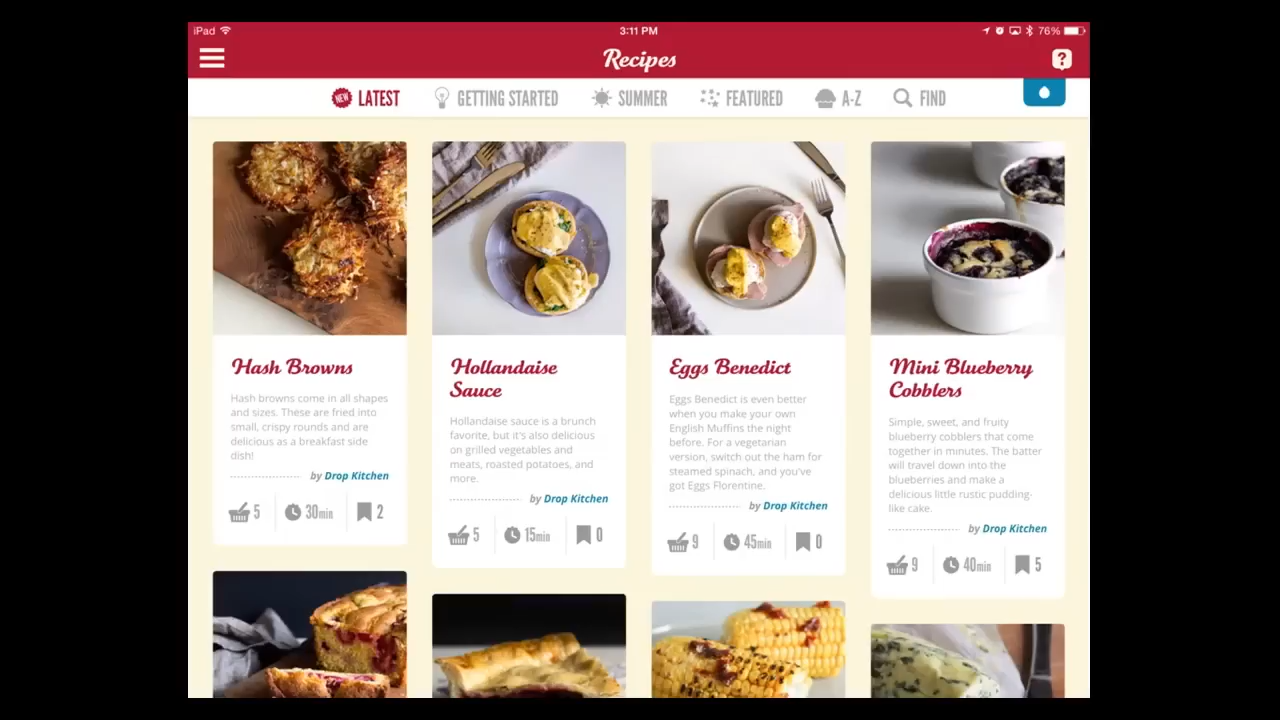 iPad 3:11 PM 76%
Recipes ?
NEW LATEST GETTING STARTED SUMMER FEATURED A-Z FIND
Hash Browns
Hash browns come in all shapes
and sizes. These are fried into
small, crispy rounds and are
delicious as a breakfast side
dish!
by Drop Kitchen
5 30min 2
Hollandaise
Sauce
Hollandaise sauce is a brunch
favorite, but it's also delicious
on grilled vegetables and
meats, roasted potatoes, and
more.
by Drop Kitchen
5 15min 0
Eggs Benedict
Eggs Benedict is even better
when you make your own
English Muffins the night
before. For a vegetarian
version, switch out the ham for
steamed spinach, and you've
got Eggs Florentine.
by Drop Kitchen
9 45min 0
Mini Blueberry
Cobblers
Simple, sweet, and fruity
blueberry cobblers that come
together in minutes. The batter
will travel down into the
blueberries and make a
delicious little rustic pudding-
like cake.
by Drop Kitchen
9 40min 5